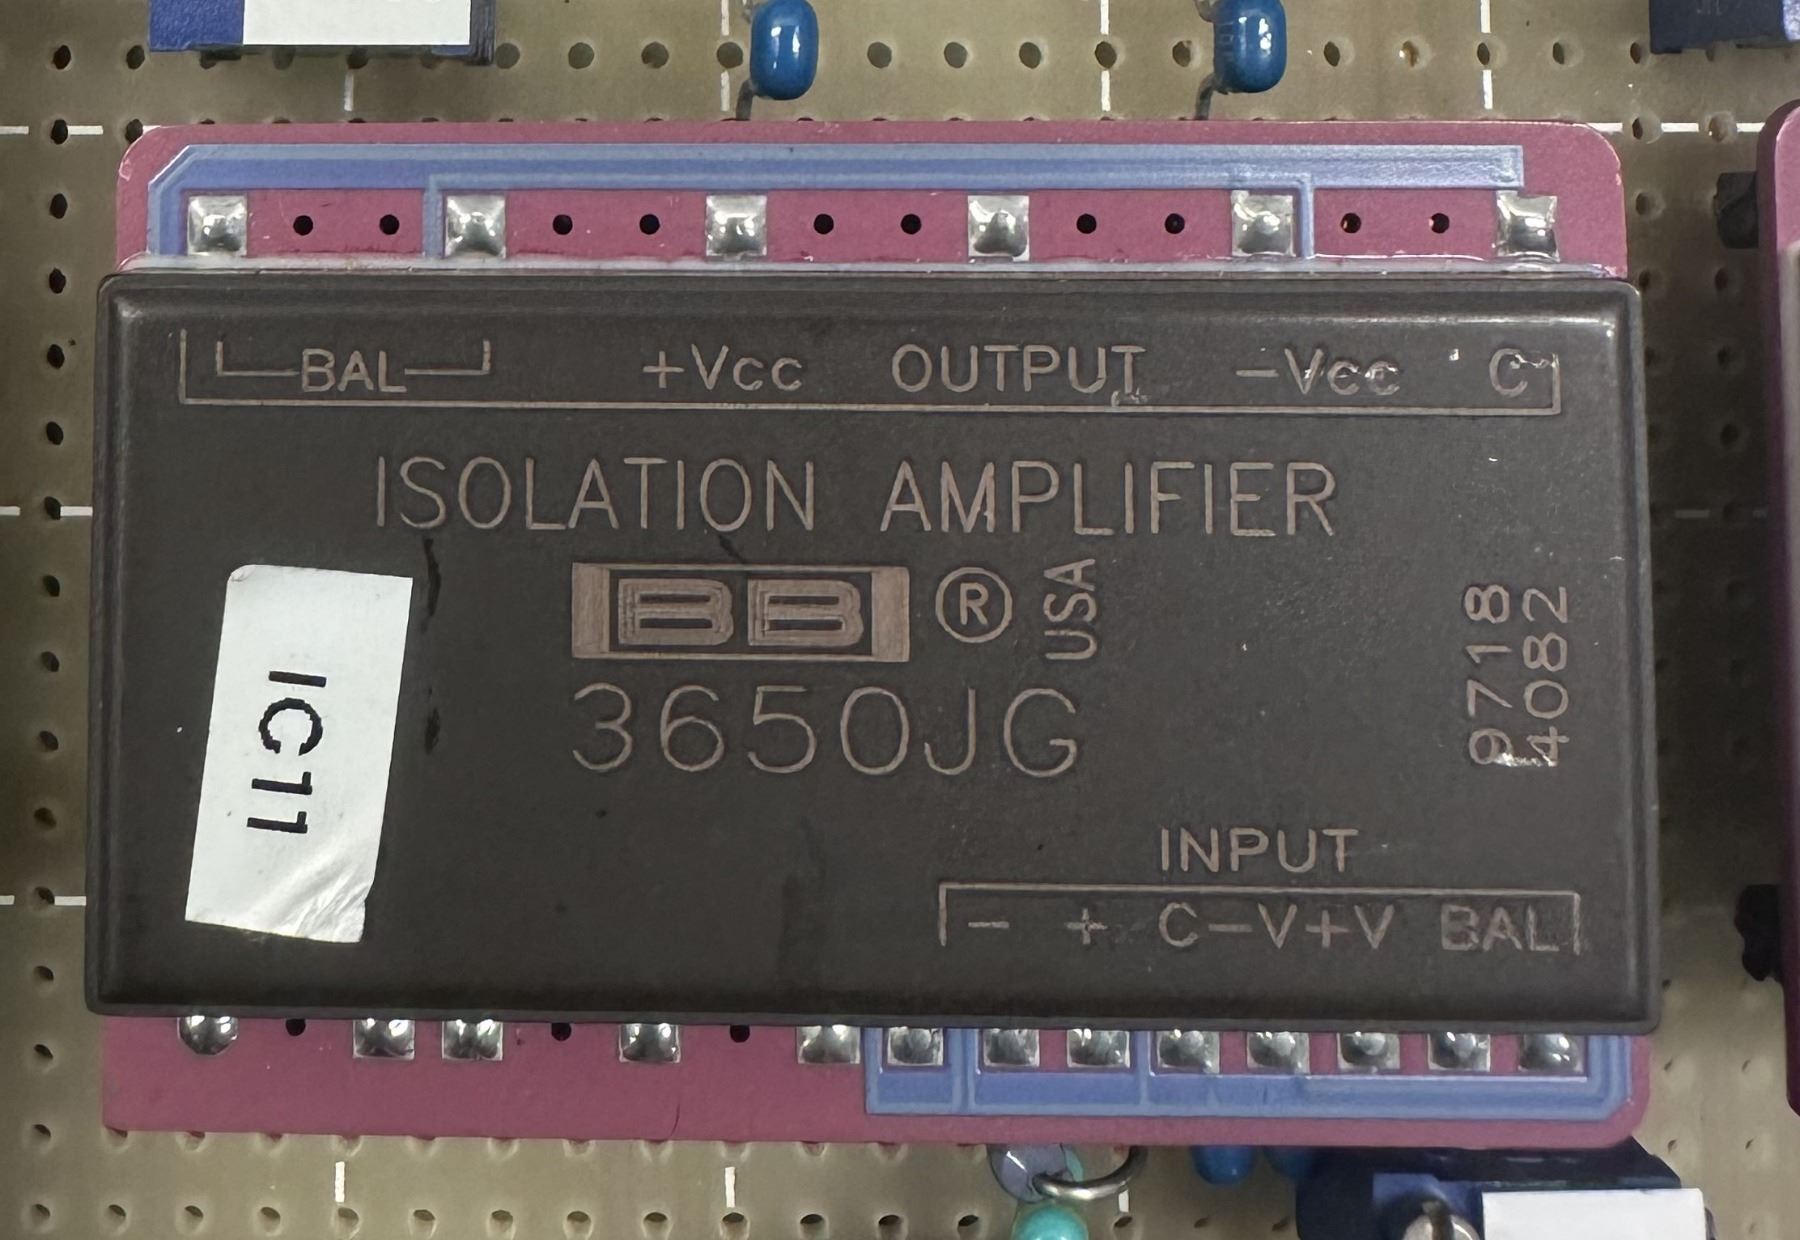 BAL +Vcc OUTPUT -Vcc C
ISOLATION AMPLIFIER
BB ® USA
3650JG
IC11
9718
4082
INPUT
- + C-V+V BAL